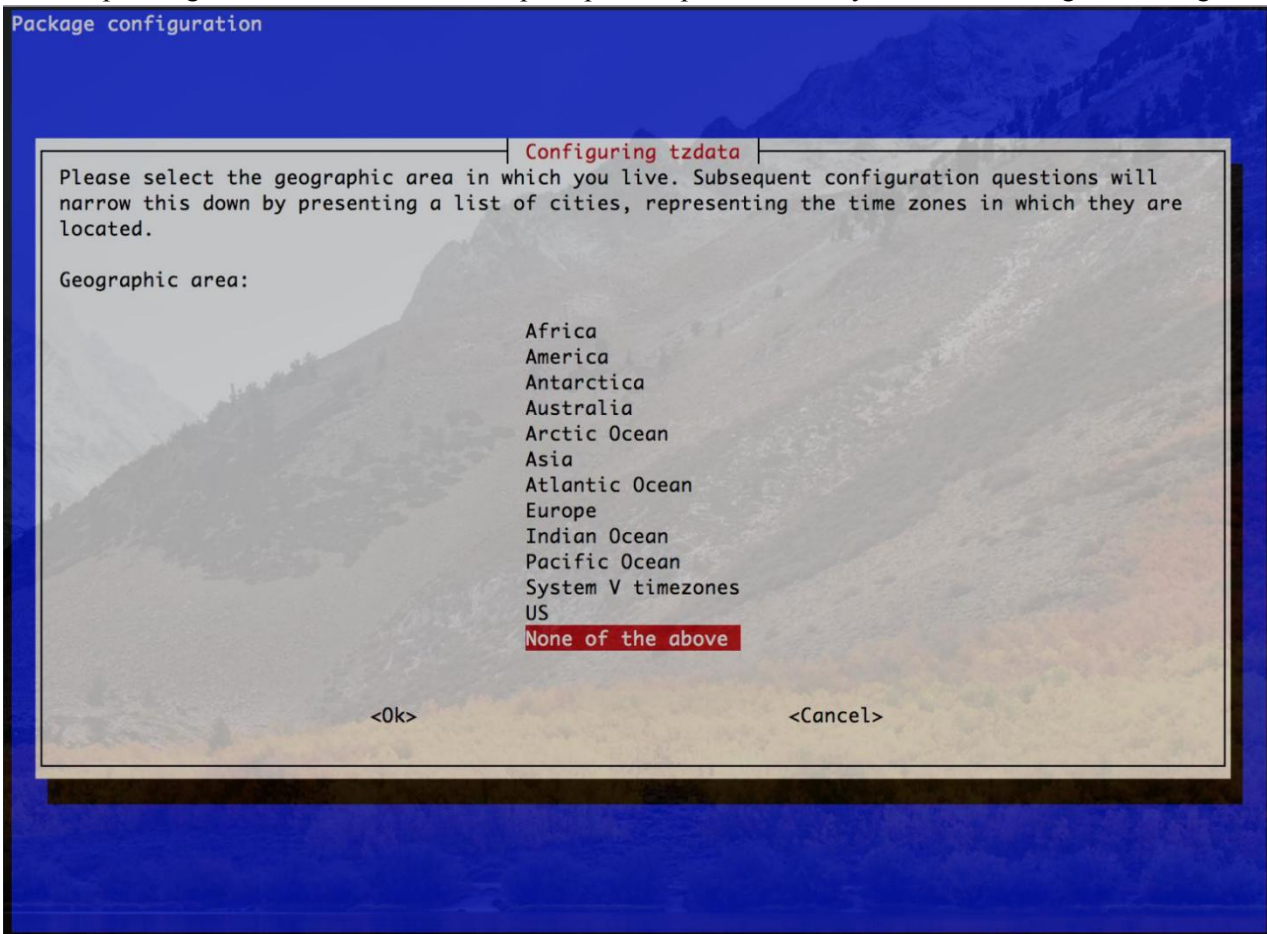 Package configuration
Configuring tzdata
Please select the geographic area in which you live. Subsequent configuration questions will
narrow this down by presenting a list of cities, representing the time zones in which they are
located.
Geographic area:
Africa
America
Antarctica
Australia
Arctic Ocean
Asia
Atlantic Ocean
Europe
Indian Ocean
Pacific Ocean
System V timezones
US
None of the above
<Ok> <Cancel>